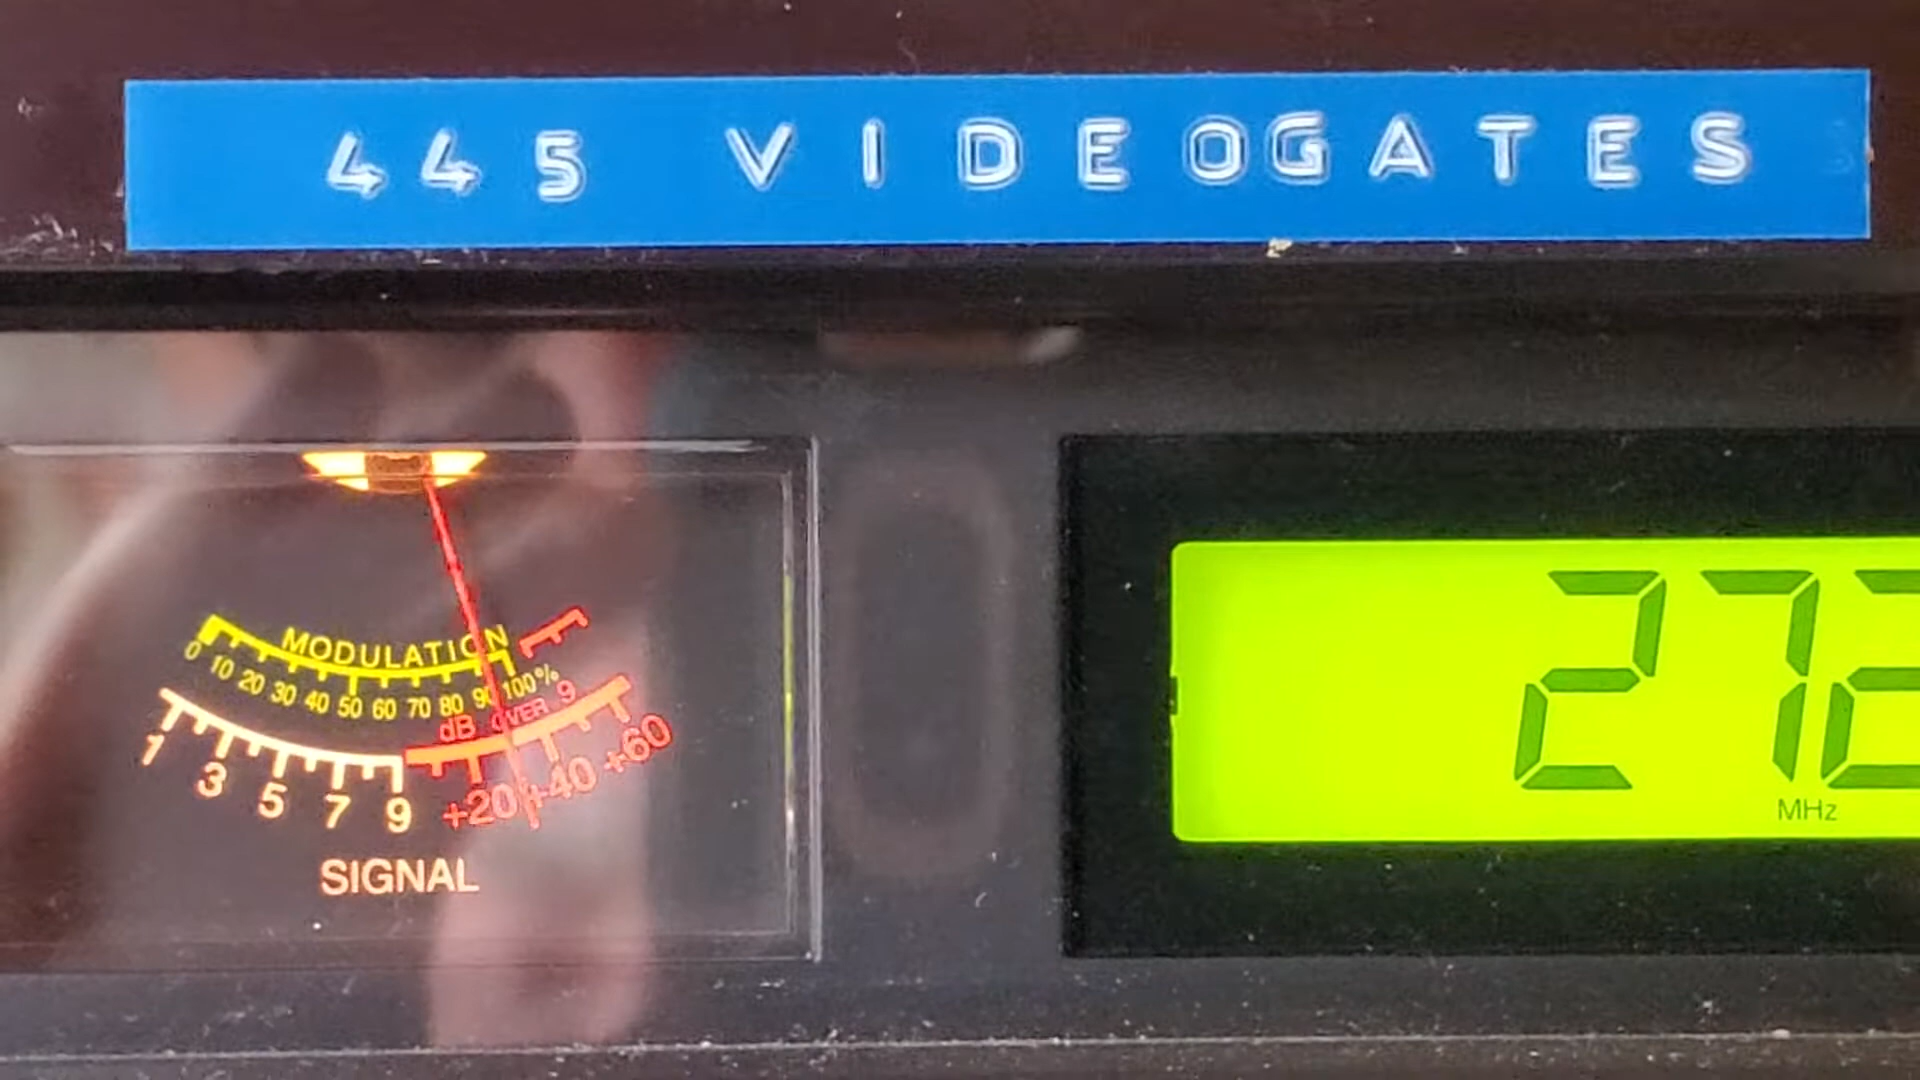 445 VIDEOGATES
MODULATION
0 10 20 30 40 50 60 70 80 90 100%
dB OVER 9
1 3 5 7 9 +20 +40 +60
SIGNAL
272
MHz